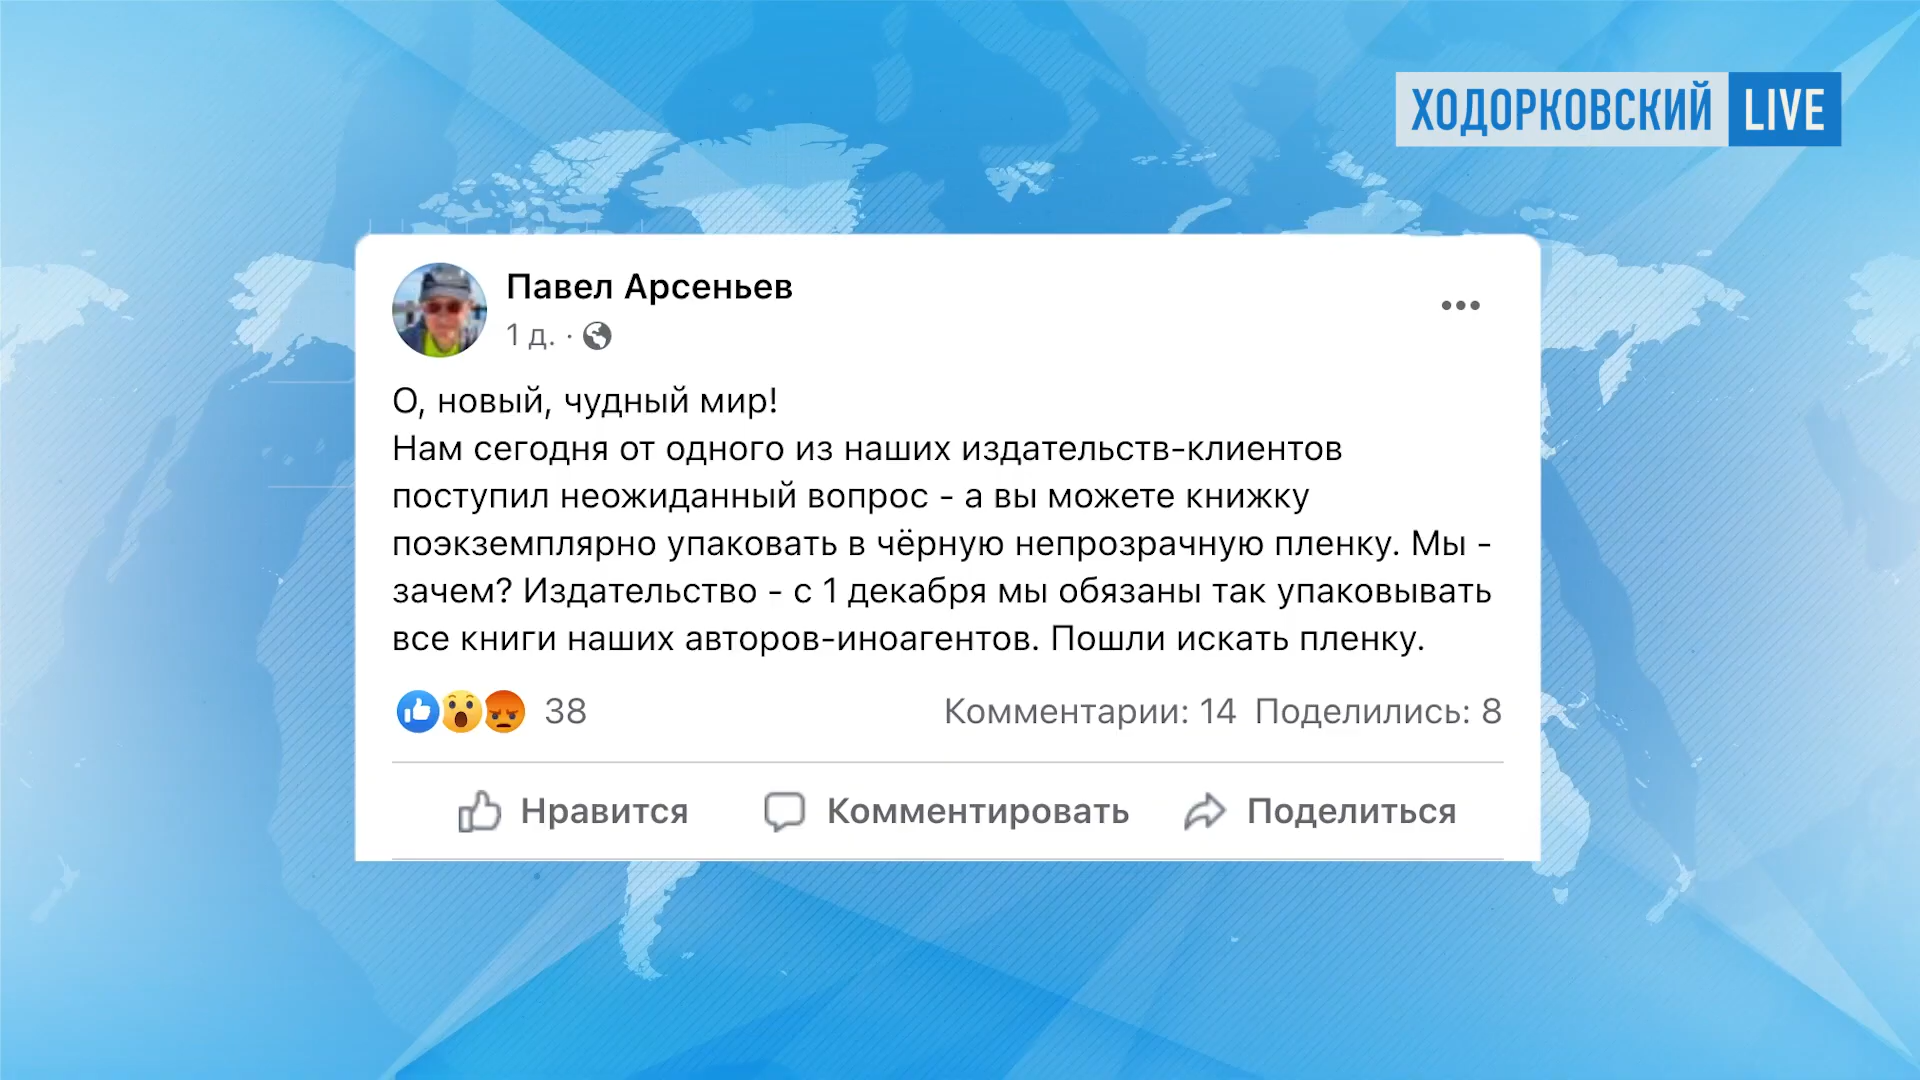 ХОДОРКОВСКИЙ LIVE
Павел Арсеньев
1 д. ·
О, новый, чудный мир!
Нам сегодня от одного из наших издательств-клиентов
поступил неожиданный вопрос - а вы можете книжку
поэкземплярно упаковать в чёрную непрозрачную пленку. Мы -
зачем? Издательство - с 1 декабря мы обязаны так упаковывать
все книги наших авторов-иноагентов. Пошли искать пленку.
38 Комментарии: 14 Поделились: 8
Нравится Комментировать Поделиться